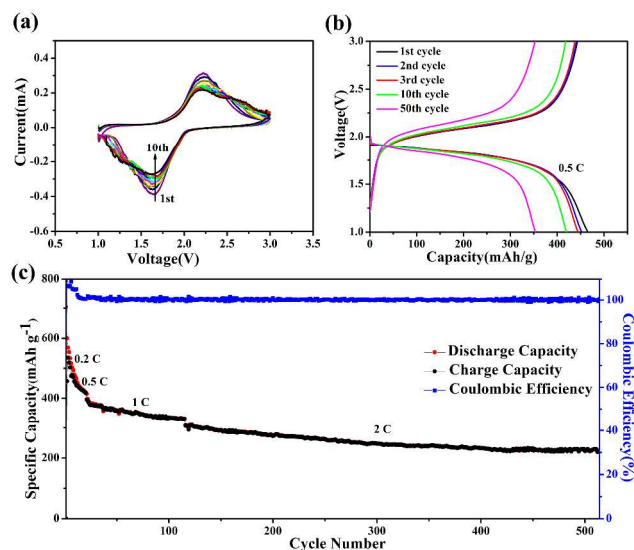 (a)
Current(mA)
0.4
0.2
0.0
-0.2
-0.4
-0.6
10th
1st
0.5 1.0 1.5 2.0 2.5 3.0 3.5
Voltage(V)
(b)
Voltage(V)
3.0
2.5
2.0
1.5
1.0
1st cycle
2nd cycle
3rd cycle
10th cycle
50th cycle
0.5 C
0 100 200 300 400 500
Capacity(mAh/g)
(c)
Specific Capacity(mAh g-1)
800
600
400
200
0
0.2 C
0.5 C
1 C
2 C
Discharge Capacity
Charge Capacity
Coulombic Efficiency
100
80
60
40
20
0
Coulombic Efficiency(%)
100 200 300 400 500
Cycle Number